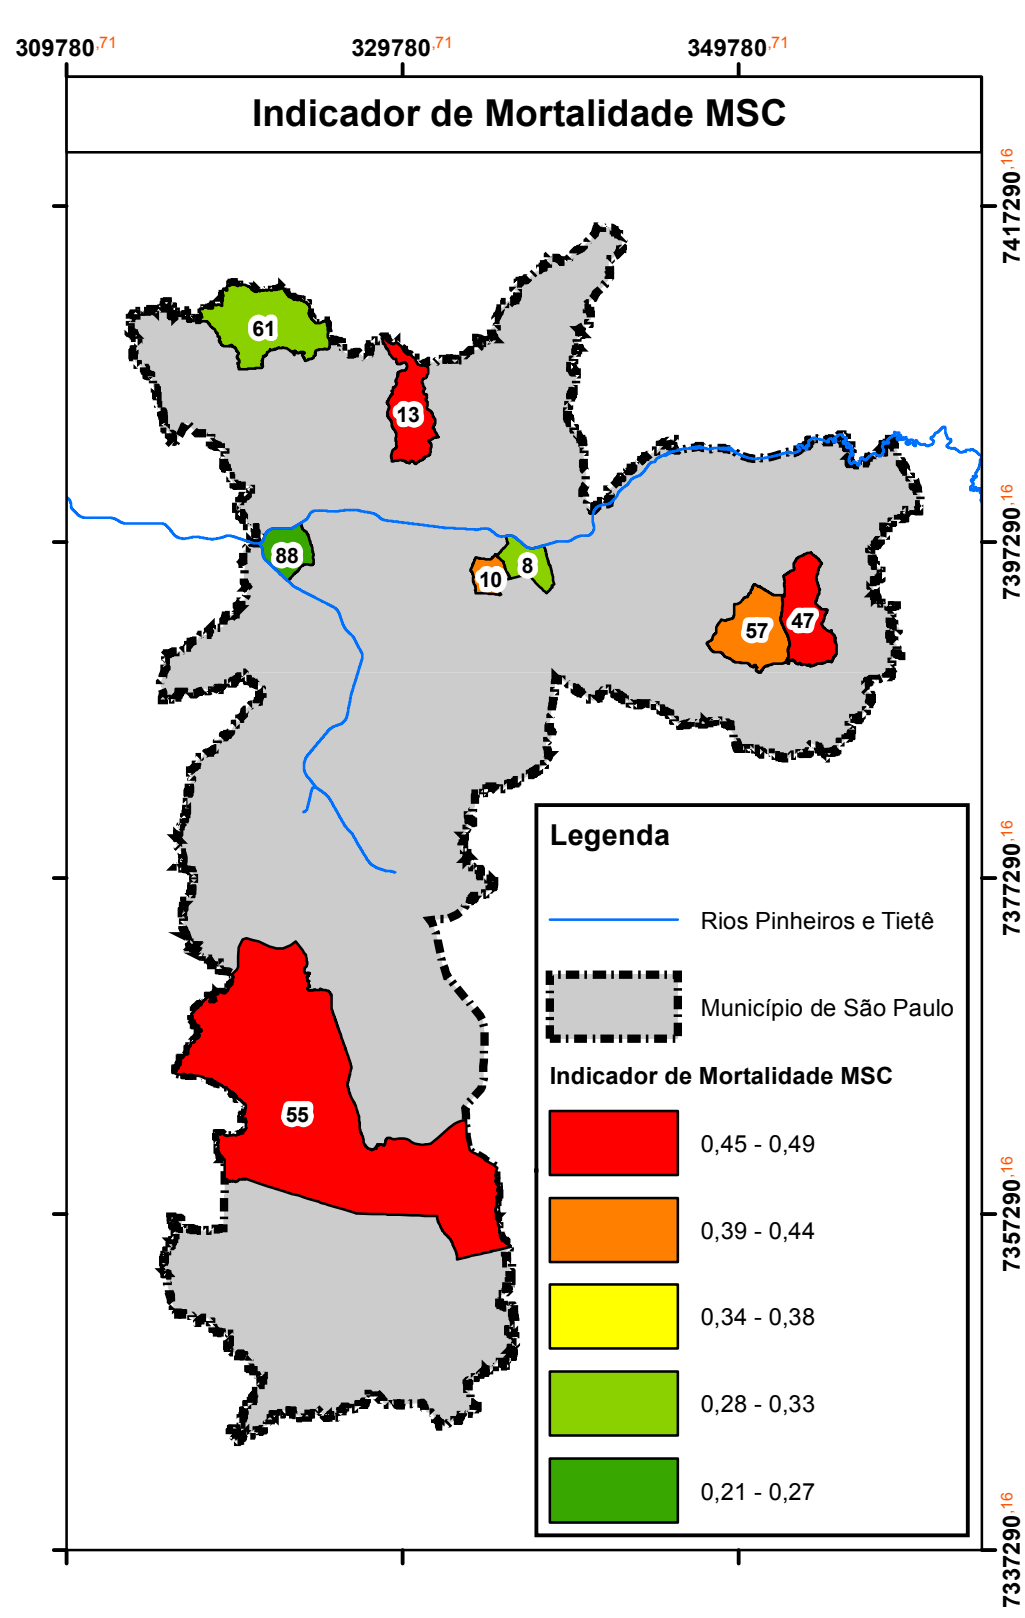 309780,71 329780,71 349780,71
Indicador de Mortalidade MSC
7417290,16
61
13
7397290,16
88
8
10
57
47
7377290,16
Legenda
Rios Pinheiros e Tietê
Município de São Paulo
Indicador de Mortalidade MSC
55
0,45 - 0,49
7357290,16
0,39 - 0,44
0,34 - 0,38
0,28 - 0,33
0,21 - 0,27
7337290,16